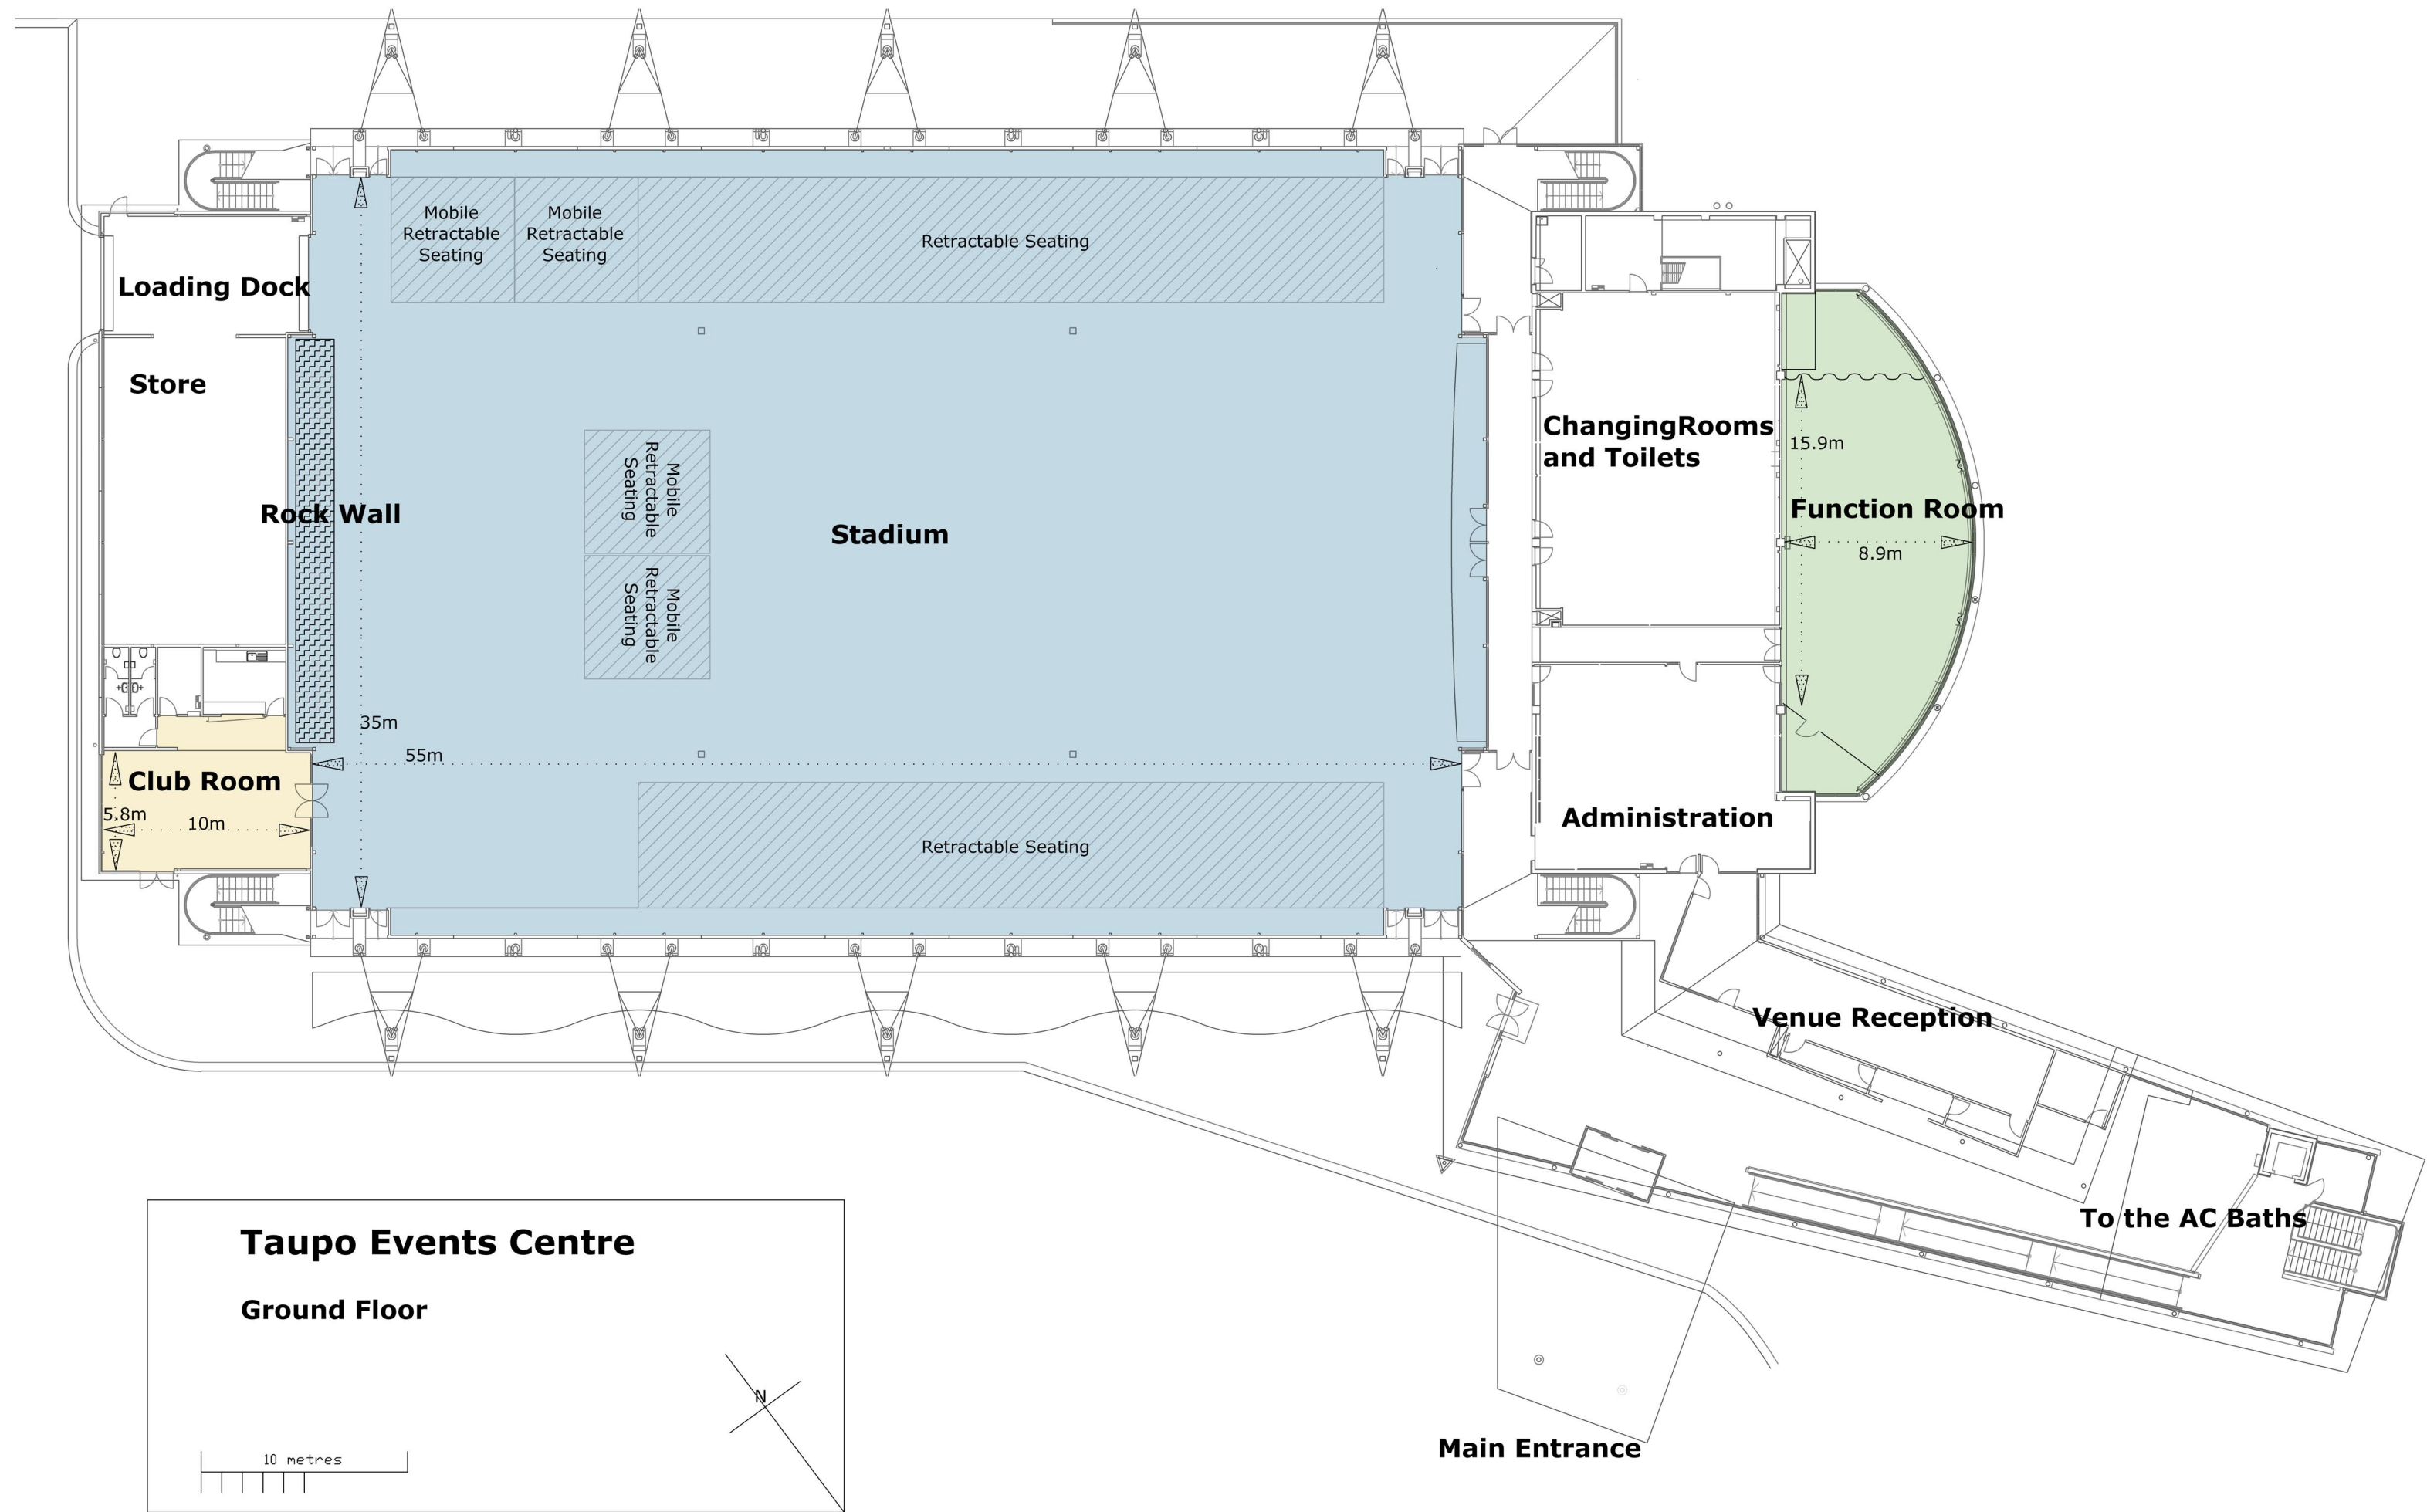 Mobile
Retractable
Seating
Mobile
Retractable
Seating
Retractable Seating
Loading Dock
Store
Rock Wall
Mobile
Retractable
Seating
Mobile
Retractable
Seating
Stadium
ChangingRooms
and Toilets
15.9m
Function Room
8.9m
35m
55m
Club Room
5.8m
10m
Retractable Seating
Administration
Venue Reception
To the AC Baths
Main Entrance
Taupo Events Centre
Ground Floor
N
10 metres